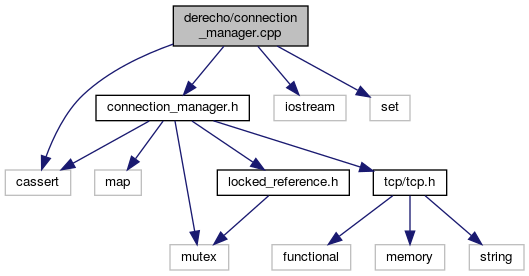 derecho/connection
_manager.cpp
connection_manager.h
iostream
set
cassert
map
locked_reference.h
tcp/tcp.h
mutex
functional
memory
string